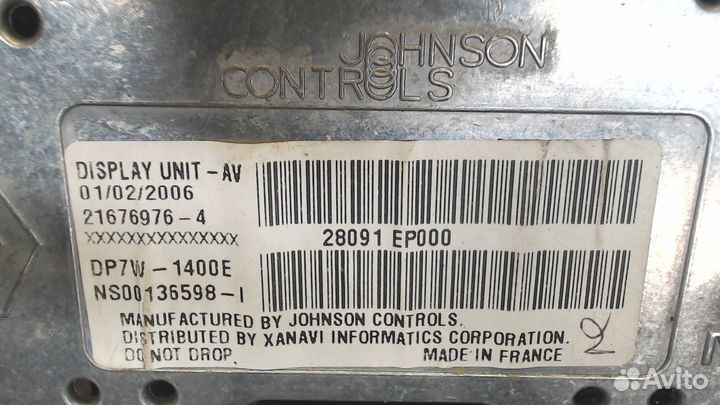 JOHNSON
CONTROLS
DISPLAY UNIT - AV
01/02/2006
21676976-4
XXXXXXXXXXXXXXX
28091 EP000
DP7W-1400E
NS00136598-1
MANUFACTURED BY JOHNSON CONTROLS.
DISTRIBUTED BY XANAVI INFORMATICS CORPORATION.
DO NOT DROP. MADE IN FRANCE
Avito